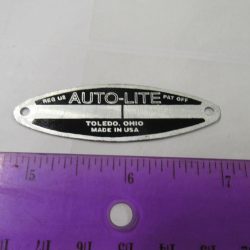 REG US AUTO-LITE PAT OFF
TOLEDO, OHIO
MADE IN USA
5 6 7